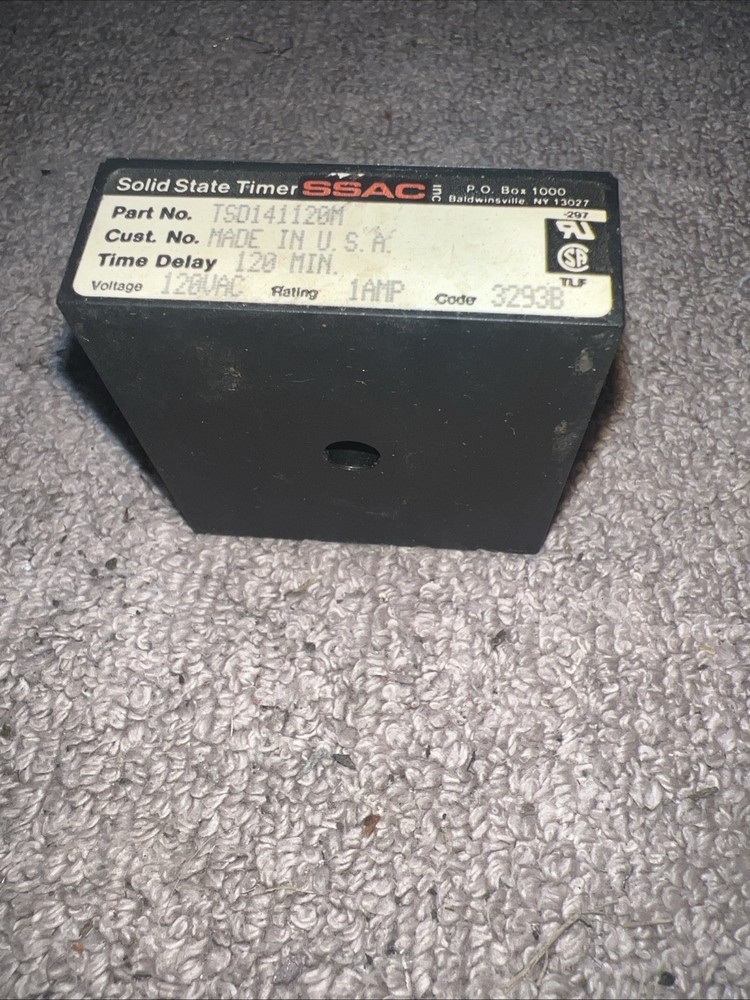 Solid State Timer SSAC INC P.O. Box 1000
Baldwinsville, NY 13027
Part No. TSD141120M -297
Cust. No. MADE IN U.S.A.
Time Delay 120 MIN.
TLF
Voltage 120VAC Rating 1AMP Code 3293B